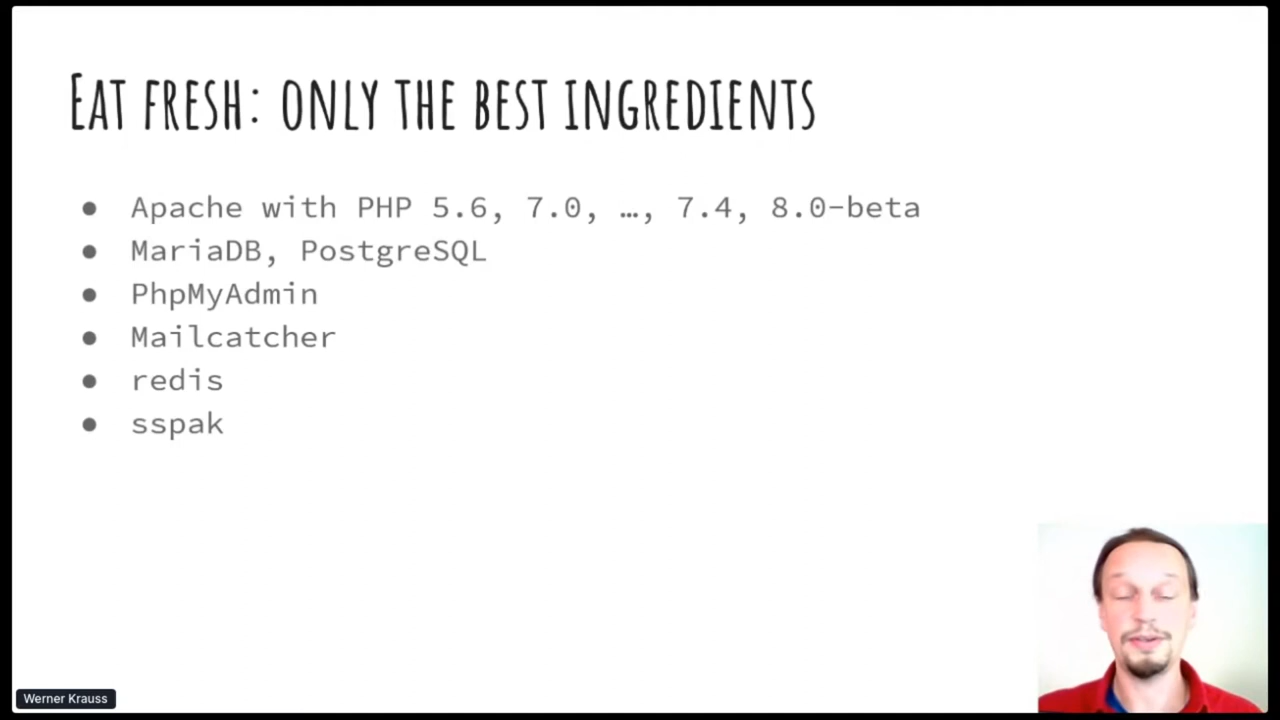 Eat fresh: only the best ingredients
● Apache with PHP 5.6, 7.0, …, 7.4, 8.0-beta
● MariaDB, PostgreSQL
● PhpMyAdmin
● Mailcatcher
● redis
● sspak
Werner Krauss